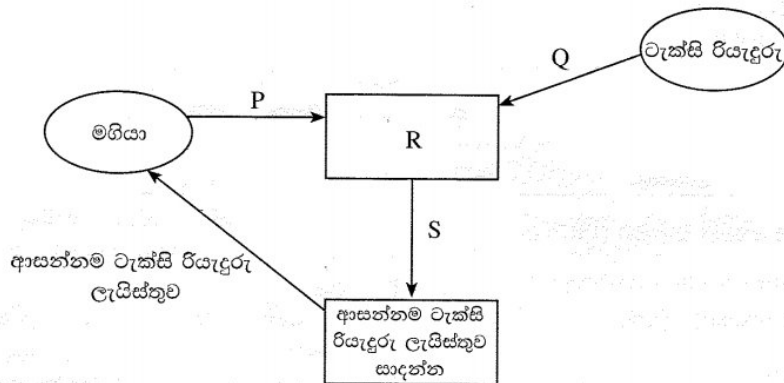 ටැක්සි රියැදුරු
Q
P
මගියා
R
S
ආසන්නම ටැක්සි රියැදුරු
ලැයිස්තුව
ආසන්නම ටැක්සි
රියැදුරු ලැයිස්තුව
සාදන්න